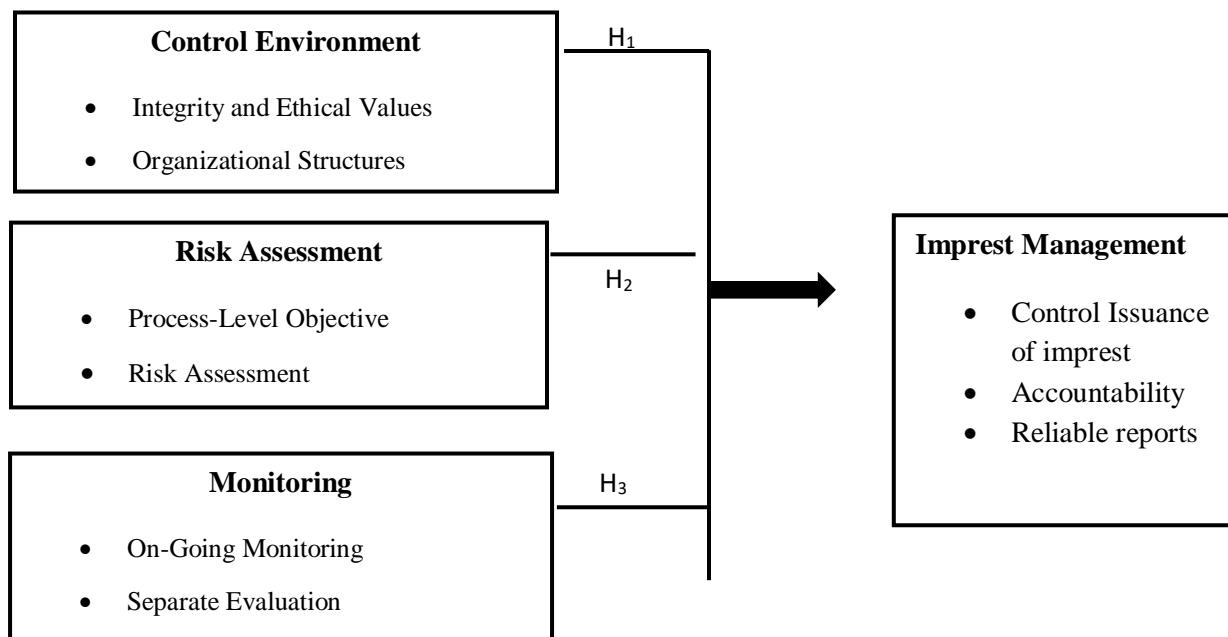 Control Environment
• Integrity and Ethical Values
• Organizational Structures
H₁
Risk Assessment
• Process-Level Objective
• Risk Assessment
H₂
Monitoring
• On-Going Monitoring
• Separate Evaluation
H₃
Imprest Management
• Control Issuance
of imprest
• Accountability
• Reliable reports